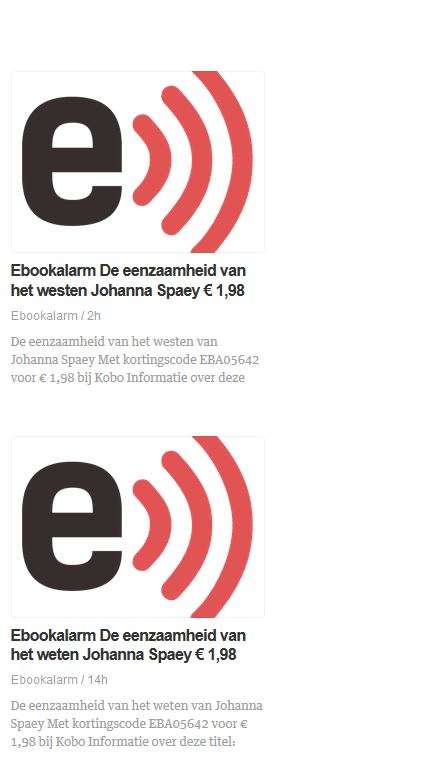 e
Ebookalarm De eenzaamheid van
het westen Johanna Spaey € 1,98
Ebookalarm / 2h
De eenzaamheid van het westen van
Johanna Spaey Met kortingscode EBA05642
voor € 1,98 bij Kobo Informatie over deze
e
Ebookalarm De eenzaamheid van
het weten Johanna Spaey € 1,98
Ebookalarm / 14h
De eenzaamheid van het weten van Johanna
Spaey Met kortingscode EBA05642 voor €
1,98 bij Kobo Informatie over deze titel: